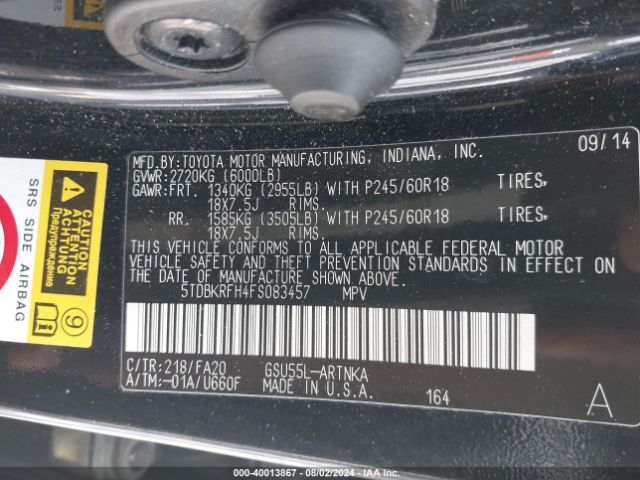 MFD.BY:TOYOTA MOTOR MANUFACTURING, INDIANA, INC. 09/14
GVWR:2720KG (6000LB)
GAWR:FRT. 1340KG (2955LB) WITH P245/60R18 TIRES,
18X7.5J RIMS.
RR. 1585KG (3505LB) WITH P245/60R18 TIRES,
18X7.5J RIMS.
THIS VEHICLE CONFORMS TO ALL APPLICABLE FEDERAL MOTOR
VEHICLE SAFETY AND THEFT PREVENTION STANDARDS IN EFFECT ON
THE DATE OF MANUFACTURE SHOWN ABOVE.
5TDBKRFH4FS083457 MPV
C/TR:218/FA20 GSU55L-ARTNKA
A/TM:-01A/U660F MADE IN U.S.A. 164 A
SRS SIDE AIRBAG
CAUTION
ATTENTION
ACHTUNG
Предупреждение
9
000-40013867 - 08/02/2024 - IAA Inc.